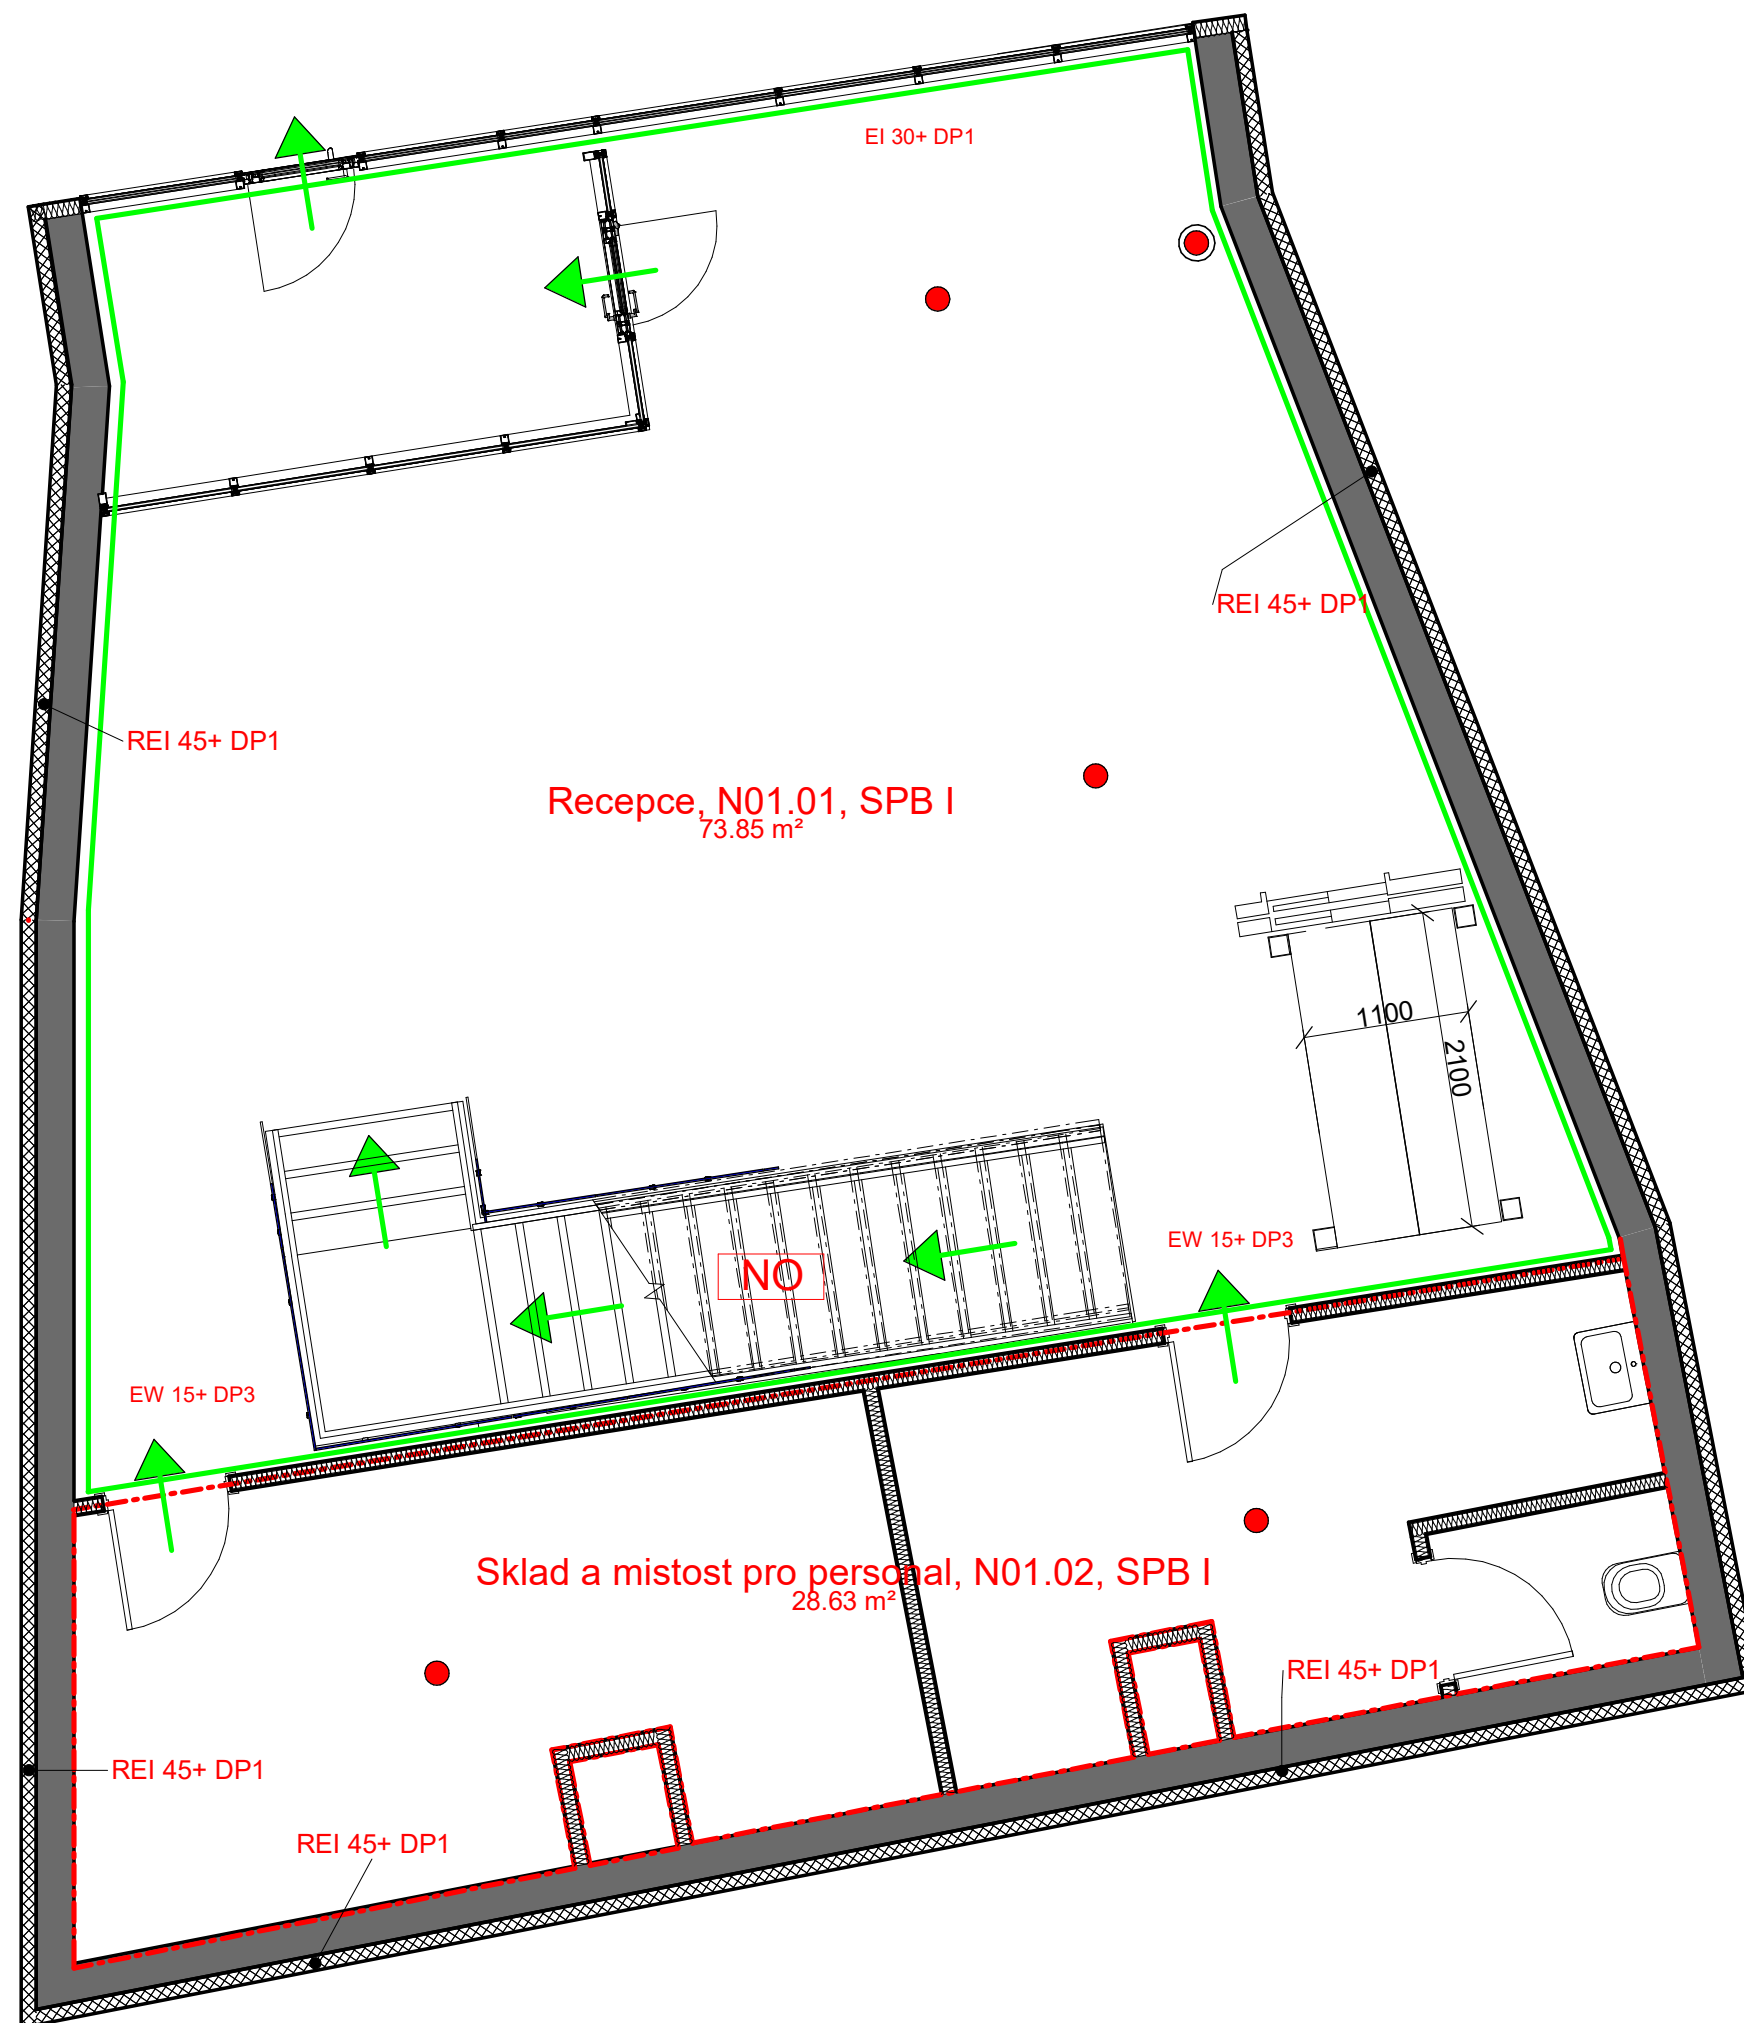 EI 30+ DP1
REI 45+ DP1
REI 45+ DP1
Recepce, N01.01, SPB I
73.85 m²
1100
2100
EW 15+ DP3
NO
EW 15+ DP3
Sklad a mistost pro personal, N01.02, SPB I
28.63 m²
REI 45+ DP1
REI 45+ DP1
REI 45+ DP1